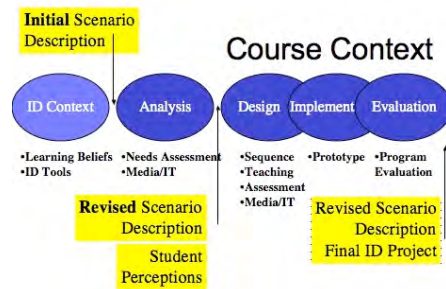 Initial Scenario
Description
Course Context
ID Context
Analysis
Design
Implement
Evaluation
•Learning Beliefs
•ID Tools
•Needs Assessment
•Media/IT
•Sequence
•Teaching
•Assessment
•Media/IT
•Prototype
•Program
Evaluation
Revised Scenario
Description
Student
Perceptions
Revised Scenario
Description
Final ID Project